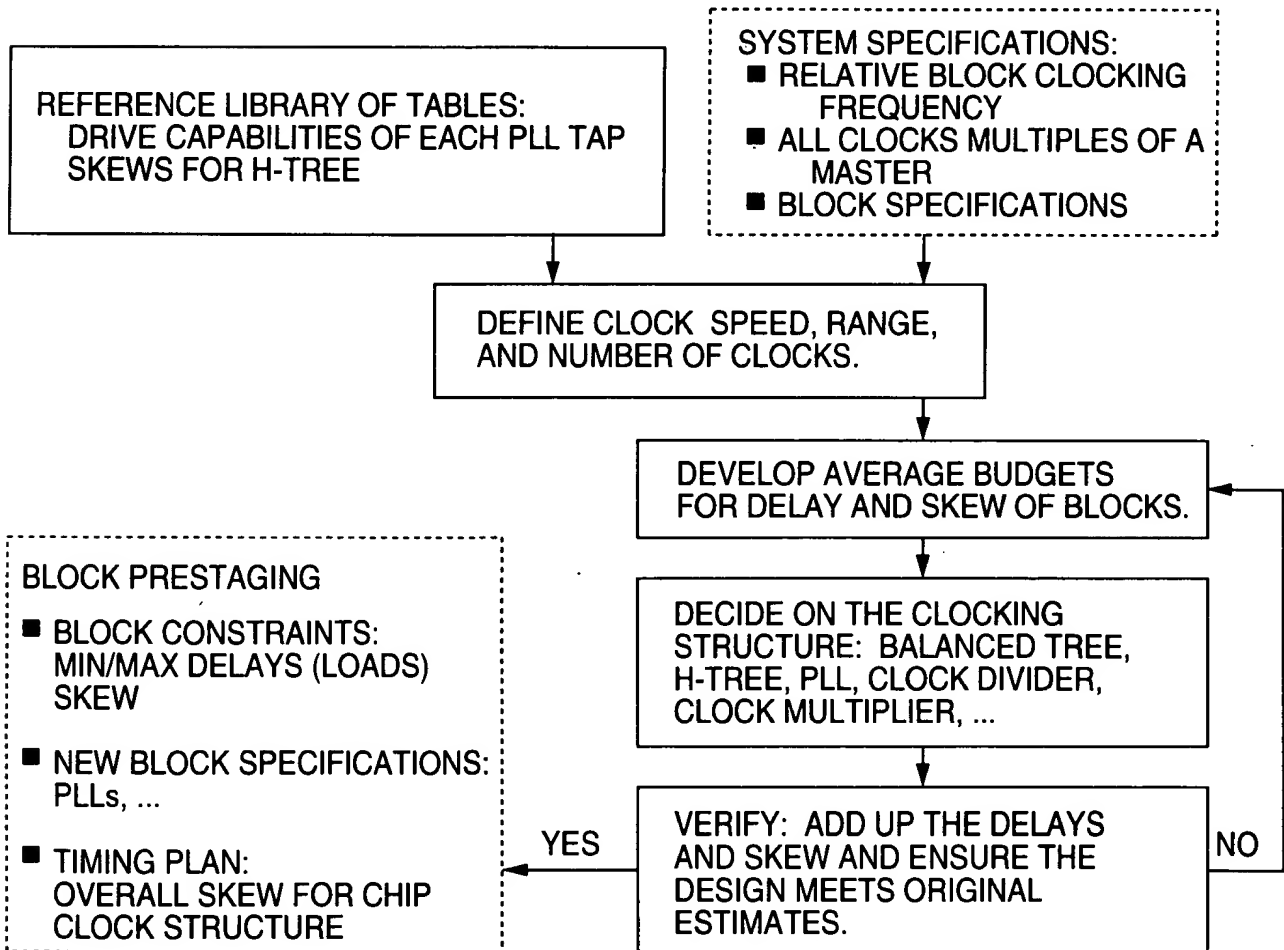 REFERENCE LIBRARY OF TABLES:
DRIVE CAPABILITIES OF EACH PLL TAP
SKEWS FOR H-TREE
SYSTEM SPECIFICATIONS:
■ RELATIVE BLOCK CLOCKING
FREQUENCY
■ ALL CLOCKS MULTIPLES OF A
MASTER
■ BLOCK SPECIFICATIONS
DEFINE CLOCK SPEED, RANGE,
AND NUMBER OF CLOCKS.
DEVELOP AVERAGE BUDGETS
FOR DELAY AND SKEW OF BLOCKS.
DECIDE ON THE CLOCKING
STRUCTURE: BALANCED TREE,
H-TREE, PLL, CLOCK DIVIDER,
CLOCK MULTIPLIER, ...
VERIFY: ADD UP THE DELAYS
AND SKEW AND ENSURE THE
DESIGN MEETS ORIGINAL
ESTIMATES.
NO
YES
BLOCK PRESTAGING
■ BLOCK CONSTRAINTS:
MIN/MAX DELAYS (LOADS)
SKEW
■ NEW BLOCK SPECIFICATIONS:
PLLs, ...
■ TIMING PLAN:
OVERALL SKEW FOR CHIP
CLOCK STRUCTURE